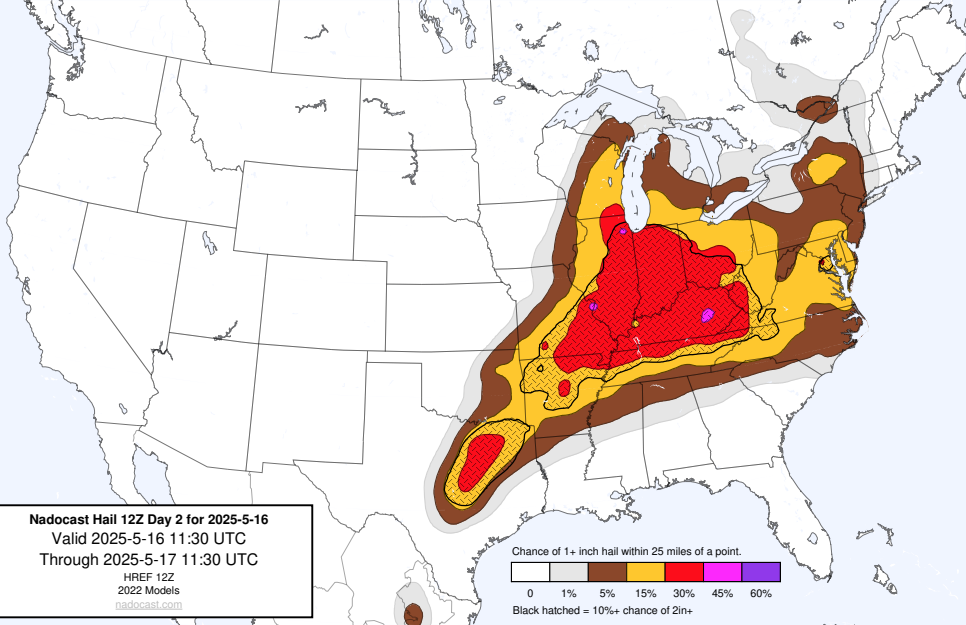 Nadocast Hail 12Z Day 2 for 2025-5-16
Valid 2025-5-16 11:30 UTC
Through 2025-5-17 11:30 UTC
HREF 12Z
2022 Models
nadocast.com
Chance of 1+ inch hail within 25 miles of a point.
0 1% 5% 15% 30% 45% 60%
Black hatched = 10%+ chance of 2in+